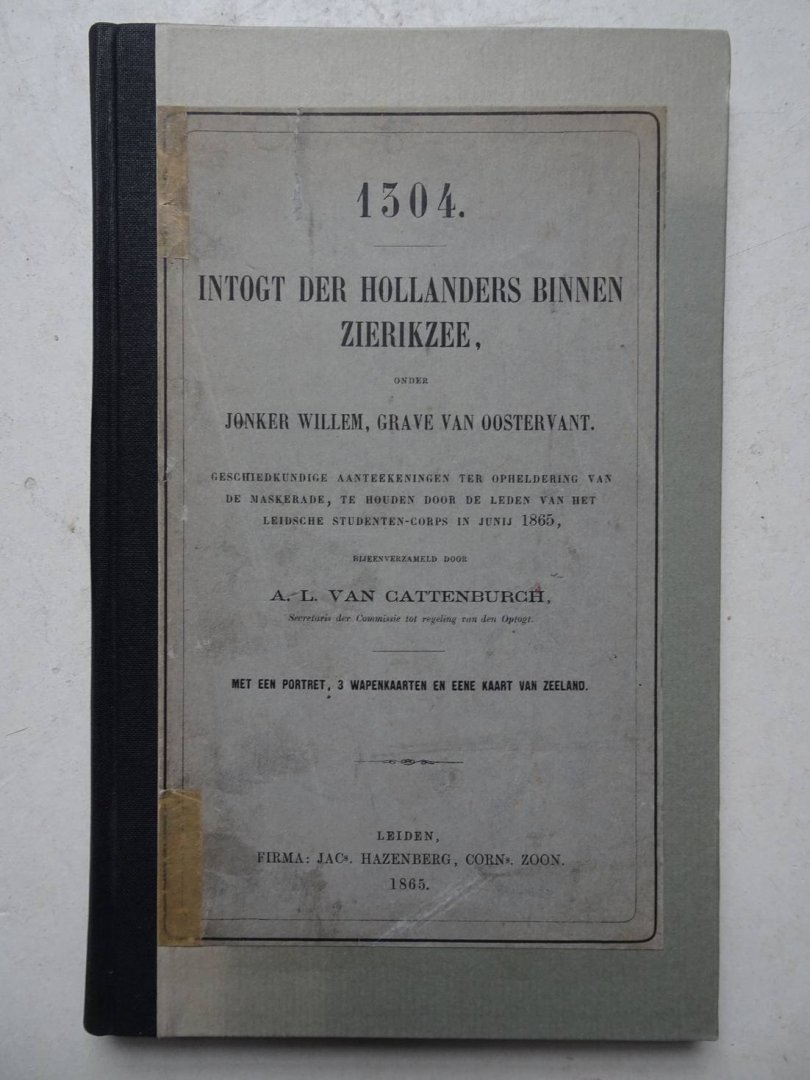 1304.
INTOGT DER HOLLANDERS BINNEN
ZIERIKZEE,
ONDER
JONKER WILLEM, GRAVE VAN OOSTERVANT.
GESCHIEDKUNDIGE AANTEEKENINGEN TER OPHELDERING VAN
DE MASKERADE, TE HOUDEN DOOR DE LEDEN VAN HET
LEIDSCHE STUDENTEN-CORPS IN JUNIJ 1865,
BIJEENVERZAMELD DOOR
A. L. VAN CATTENBURCH,
Secretaris der Commissie tot regeling van den Optogt.
MET EEN PORTRET, 3 WAPENKAARTEN EN EENE KAART VAN ZEELAND.
LEIDEN,
FIRMA: JACs. HAZENBERG, CORNs. ZOON.
1865.